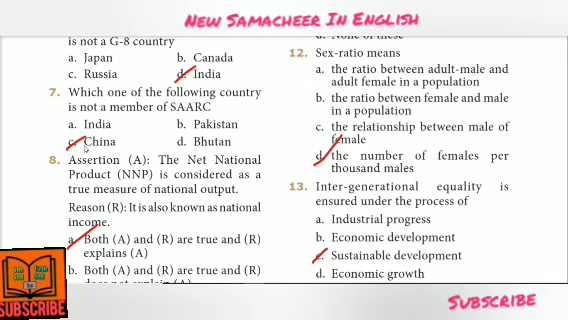 New Samacheer In English
is not a G-8 country
a. Japan b. Canada
c. Russia d. India
7. Which one of the following country
is not a member of SAARC
a. India b. Pakistan
c. China d. Bhutan
8. Assertion (A): The Net National
Product (NNP) is considered as a
true measure of national output.
Reason (R): It is also known as national
income.
a. Both (A) and (R) are true and (R)
explains (A)
b. Both (A) and (R) are true and (R)
does not explain (A)
d. None of these
12. Sex-ratio means
a. the ratio between adult-male and
adult female in a population
b. the ratio between female and male
in a population
c. the relationship between male of
female
d. the number of females per
thousand males
13. Inter-generational equality is
ensured under the process of
a. Industrial progress
b. Economic development
c. Sustainable development
d. Economic growth
SUBSCRIBE
Subscribe